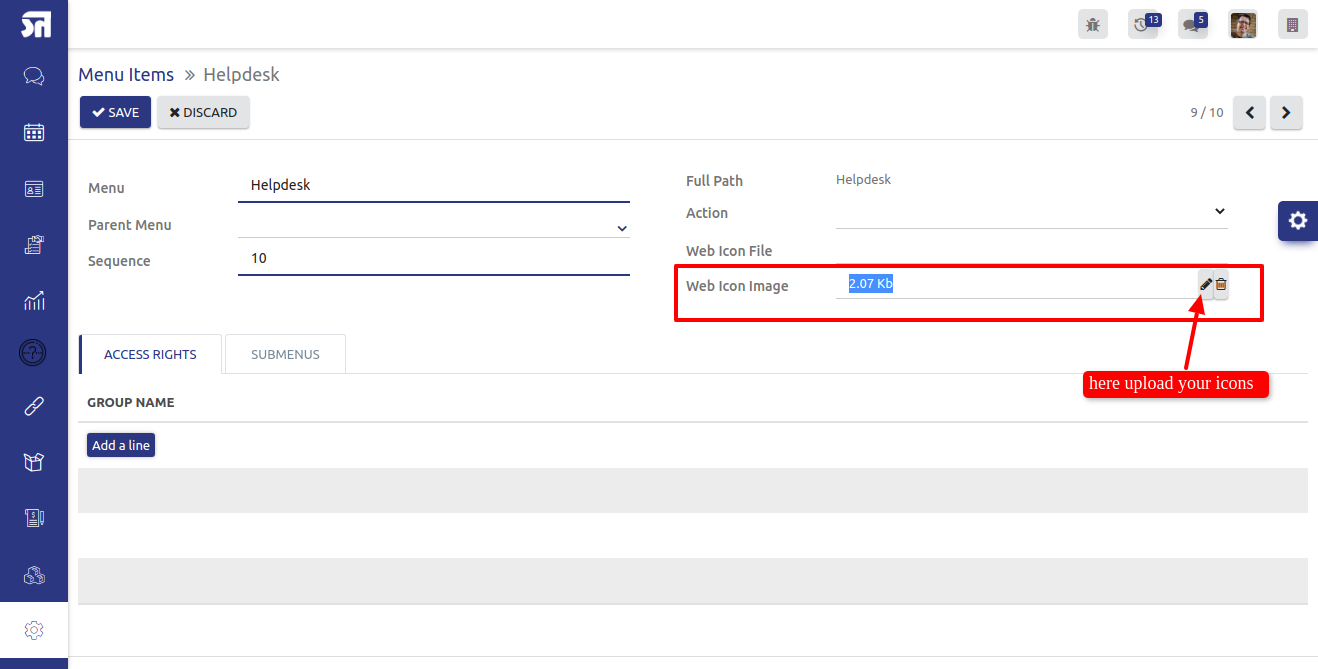 SA
13
5
Menu Items » Helpdesk
SAVE
DISCARD
9 / 10
Menu
Helpdesk
Parent Menu
Sequence
10
Full Path
Helpdesk
Action
Web Icon File
Web Icon Image
2.07 Kb
here upload your icons
ACCESS RIGHTS
SUBMENUS
GROUP NAME
Add a line